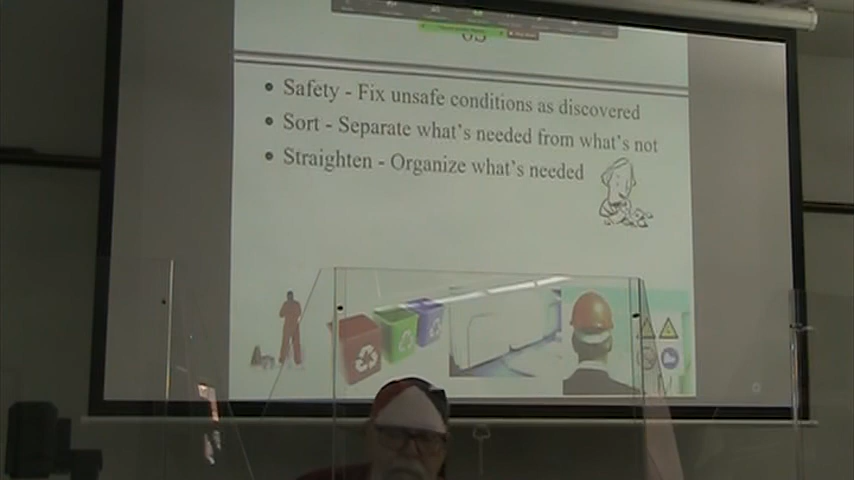 • Safety - Fix unsafe conditions as discovered
• Sort - Separate what's needed from what's not
• Straighten - Organize what's needed